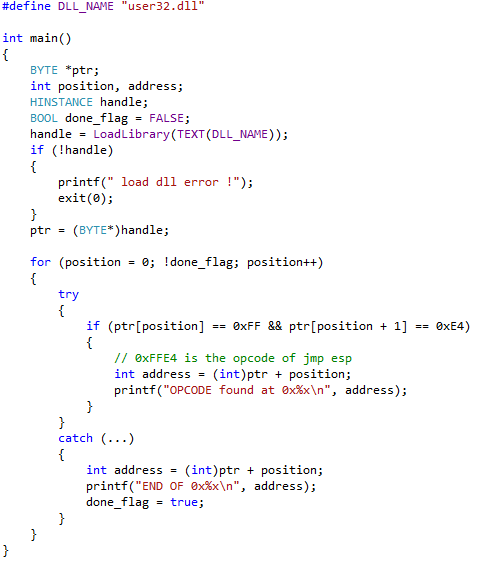 #define DLL_NAME "user32.dll"

int main()
{
    BYTE *ptr;
    int position, address;
    HINSTANCE handle;
    BOOL done_flag = FALSE;
    handle = LoadLibrary(TEXT(DLL_NAME));
    if (!handle)
    {
        printf(" load dll error !");
        exit(0);
    }
    ptr = (BYTE*)handle;

    for (position = 0; !done_flag; position++)
    {
        try
        {
            if (ptr[position] == 0xFF && ptr[position + 1] == 0xE4)
            {
                // 0xFFE4 is the opcode of jmp esp
                int address = (int)ptr + position;
                printf("OPCODE found at 0x%x\n", address);
            }
        }
        catch (...)
        {
            int address = (int)ptr + position;
            printf("END OF 0x%x\n", address);
            done_flag = true;
        }
    }
}